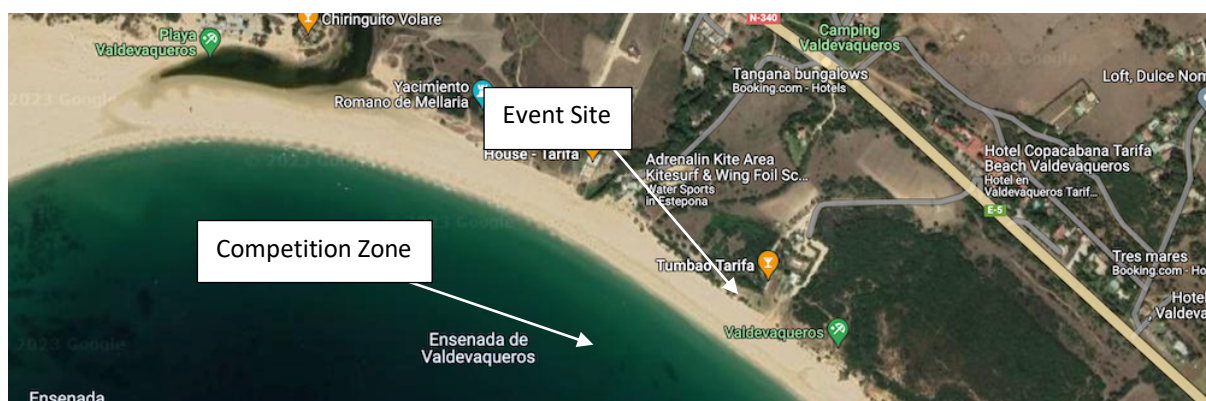 Chiringuito Volare
Playa
Valdevaqueros
N-340
Camping
Valdevaqueros
Tangana bungalows
Booking.com - Hotels
Loft, Dulce Nom
2023 Google
Yacimiento
Romano de Mellaria
Event Site
House - Tarifa
Adrenalin Kite Area
Kitesurf & Wing Foil Sc...
Water Sports
in Estepona
Hotel Copacabana Tarifa
Beach Valdevaqueros
Hotel en
Valdevaqueros Tarif...
E-5
Competition Zone
Tumbao Tarifa
Tres mares
Booking.com - Ho
Hotel
, Valdeva
Valdevaqueros
Ensenada de
Valdevaqueros
2023 Google
Ensenada